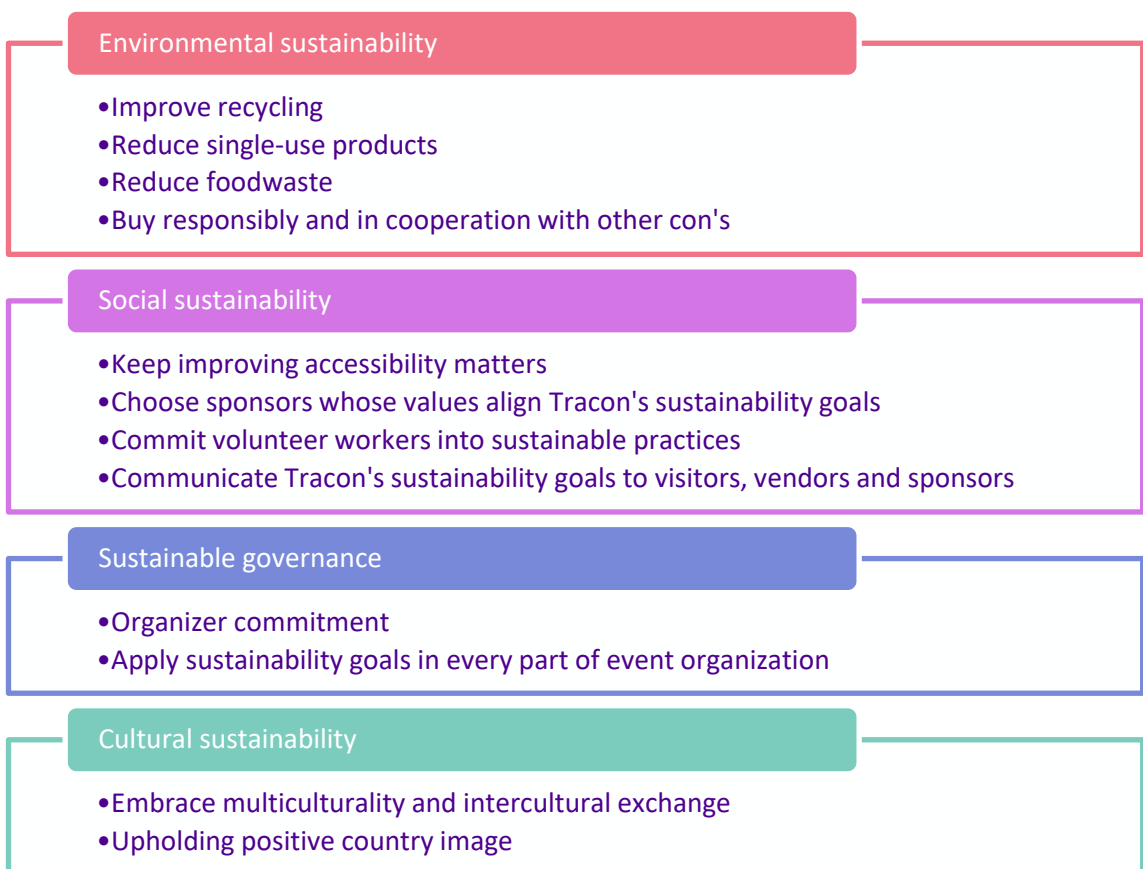 Environmental sustainability
•Improve recycling
•Reduce single-use products
•Reduce foodwaste
•Buy responsibly and in cooperation with other con's
Social sustainability
•Keep improving accessibility matters
•Choose sponsors whose values align Tracon's sustainability goals
•Commit volunteer workers into sustainable practices
•Communicate Tracon's sustainability goals to visitors, vendors and sponsors
Sustainable governance
•Organizer commitment
•Apply sustainability goals in every part of event organization
Cultural sustainability
•Embrace multiculturality and intercultural exchange
•Upholding positive country image